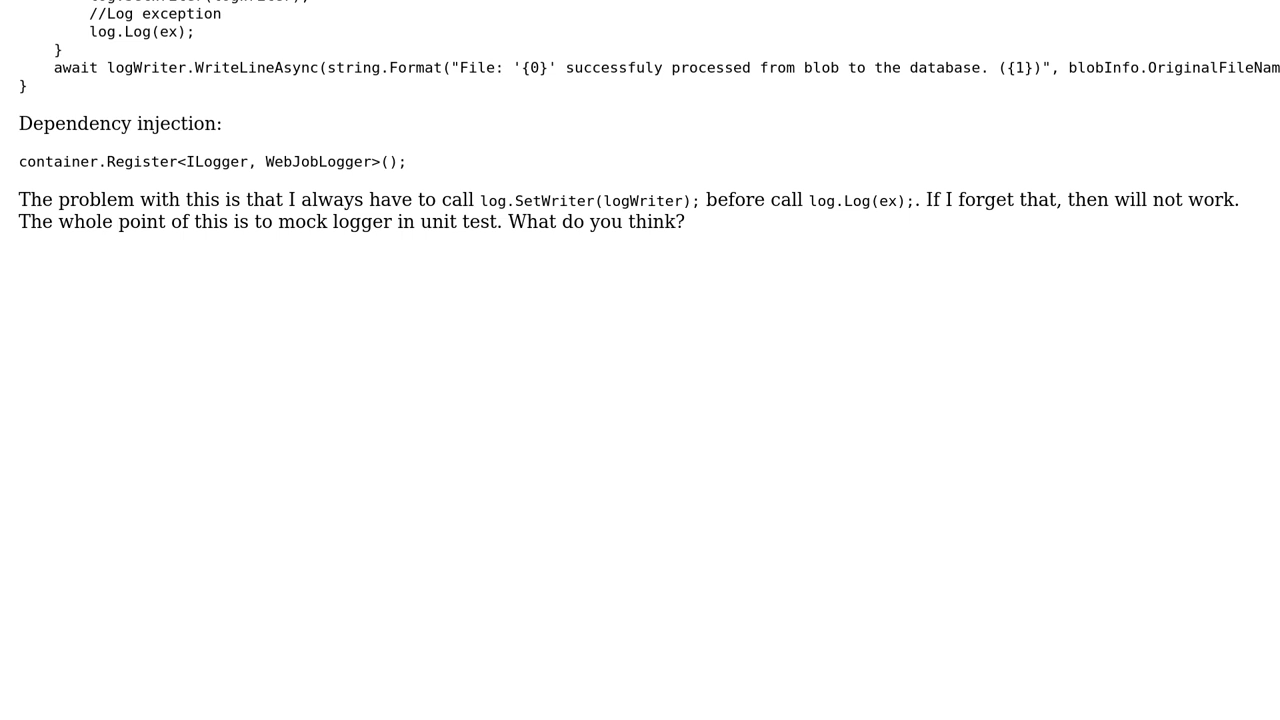 //Log exception
log.Log(ex);
}
await logWriter.WriteLineAsync(string.Format("File: '{0}' successfuly processed from blob to the database. ({1})", blobInfo.OriginalFileNam
}
Dependency injection:
container.Register<ILogger, WebJobLogger>();
The problem with this is that I always have to call log.SetWriter(logWriter); before call log.Log(ex);. If I forget that, then will not work.
The whole point of this is to mock logger in unit test. What do you think?